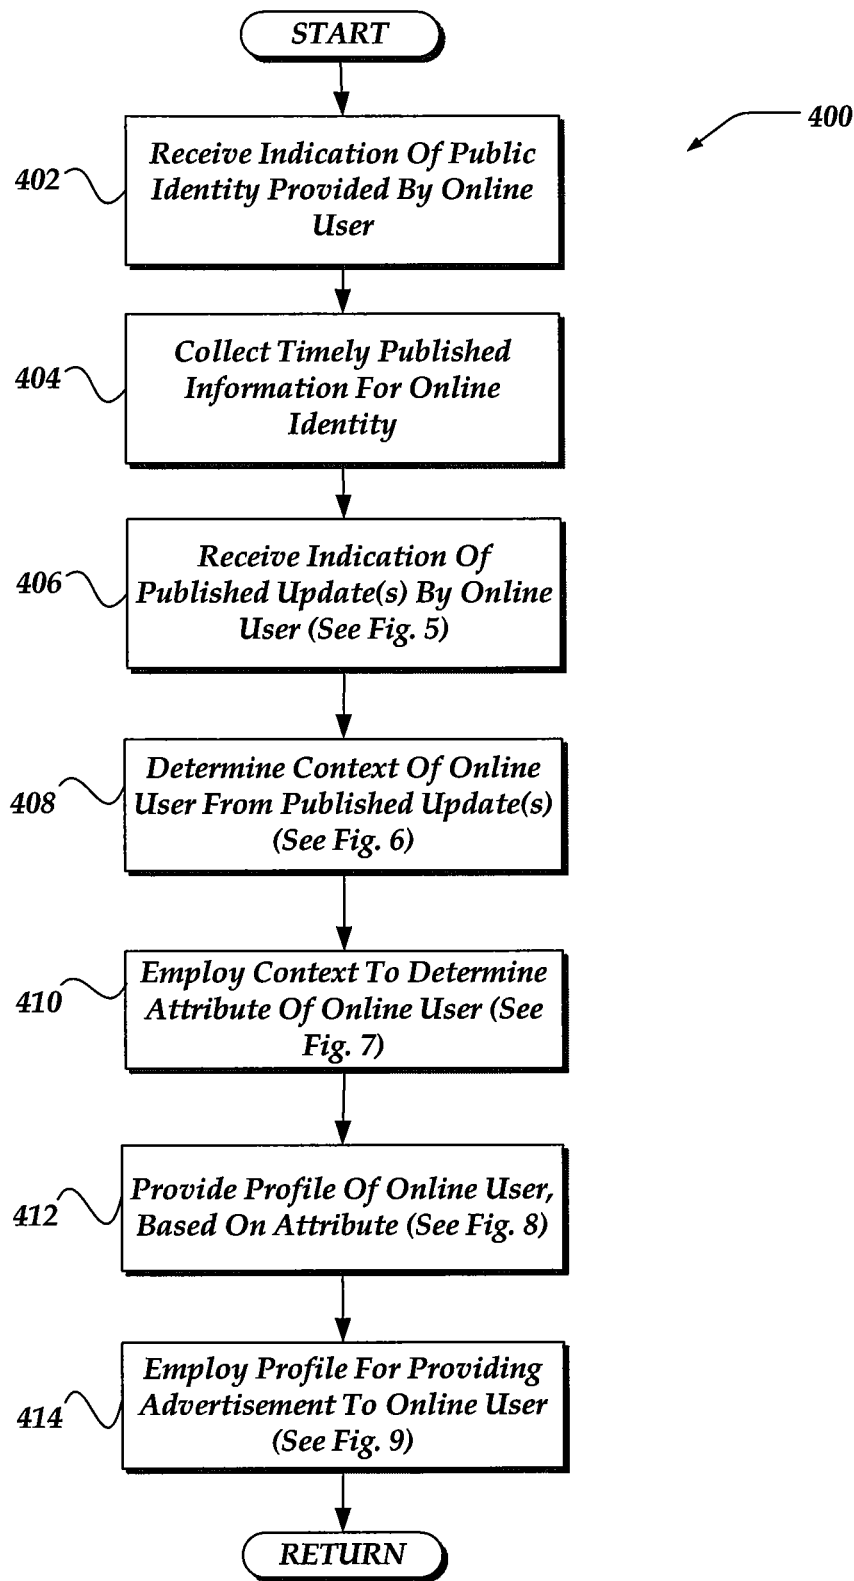 START
400
402
Receive Indication Of Public
Identity Provided By Online
User
404
Collect Timely Published
Information For Online
Identity
406
Receive Indication Of
Published Update(s) By Online
User (See Fig. 5)
408
Determine Context Of Online
User From Published Update(s)
(See Fig. 6)
410
Employ Context To Determine
Attribute Of Online User (See
Fig. 7)
412
Provide Profile Of Online User,
Based On Attribute (See Fig. 8)
414
Employ Profile For Providing
Advertisement To Online User
(See Fig. 9)
RETURN